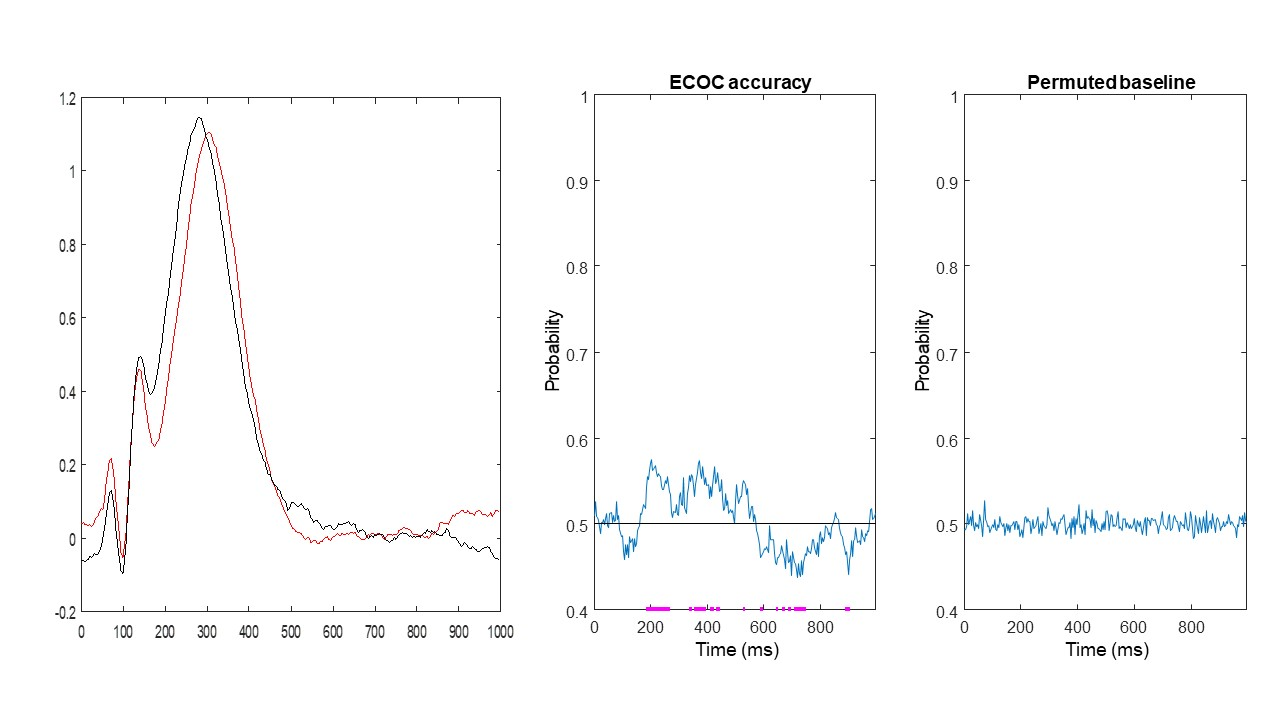 1.2
1
0.8
0.6
0.4
0.2
0
-0.2
0 100 200 300 400 500 600 700 800 900 1000
ECOC accuracy
1
0.9
0.8
0.7
0.6
0.5
0.4
Probability
0 200 400 600 800
Time (ms)
Permuted baseline
1
0.9
0.8
0.7
0.6
0.5
0.4
Probability
0 200 400 600 800
Time (ms)